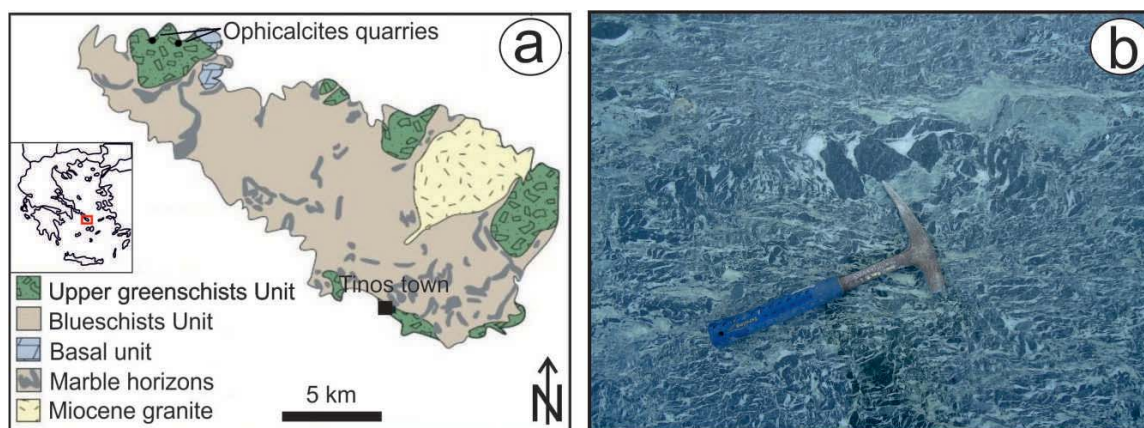 Ophicalcites quarries
a
Tinos town
Upper greenschists Unit
Blueschists Unit
Basal unit
Marble horizons
Miocene granite
5 km
N
b